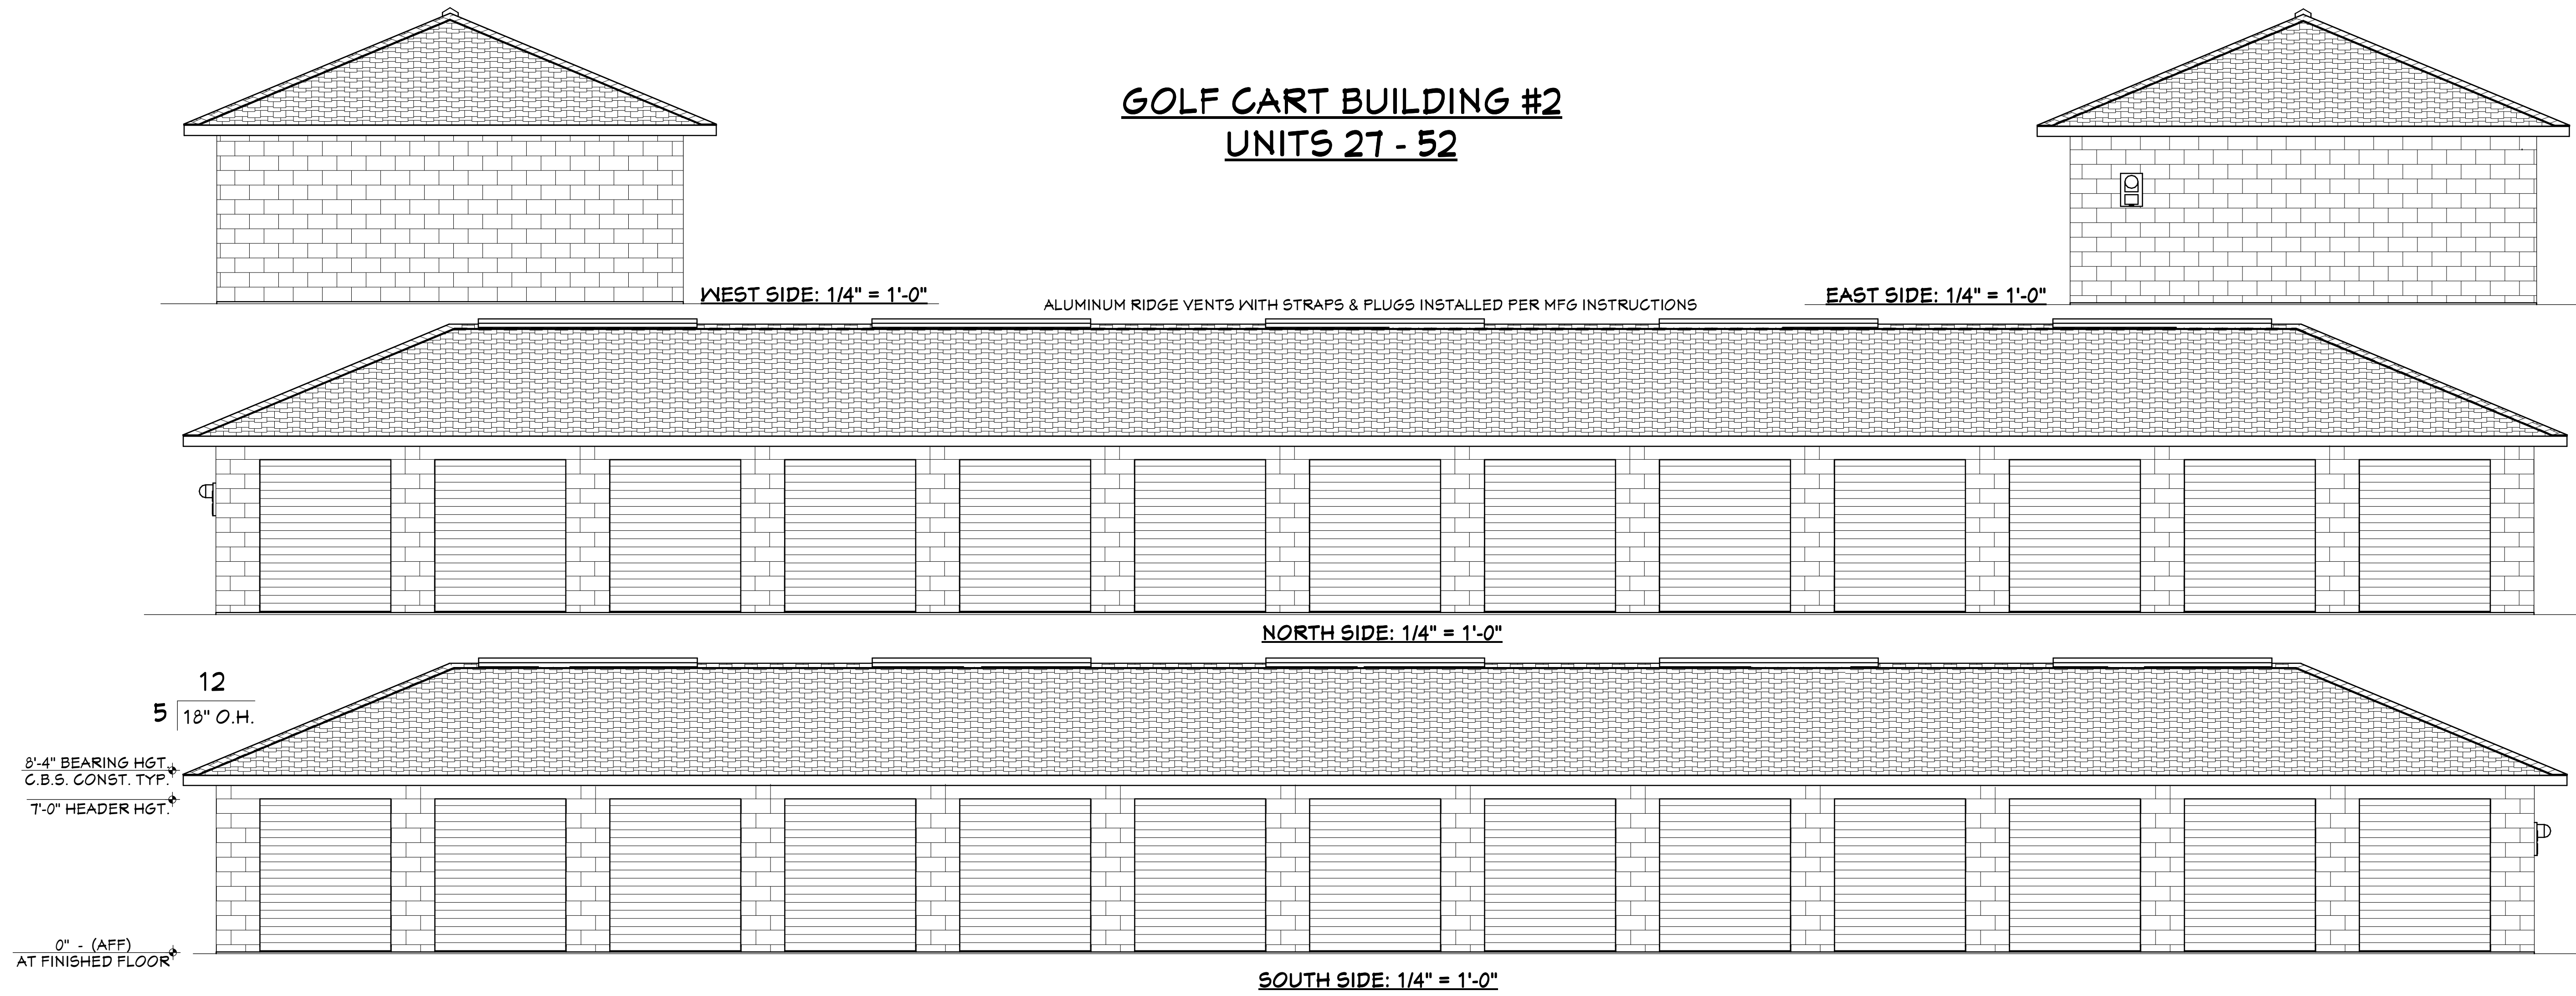 GOLF CART BUILDING #2
UNITS 27 - 52
WEST SIDE: 1/4" = 1'-0"
EAST SIDE: 1/4" = 1'-0"
ALUMINUM RIDGE VENTS WITH STRAPS & PLUGS INSTALLED PER MFG INSTRUCTIONS
NORTH SIDE: 1/4" = 1'-0"
12
5
18" O.H.
8'-4" BEARING HGT.
C.B.S. CONST. TYP.
7'-0" HEADER HGT.
0" - (AFF)
AT FINISHED FLOOR
SOUTH SIDE: 1/4" = 1'-0"